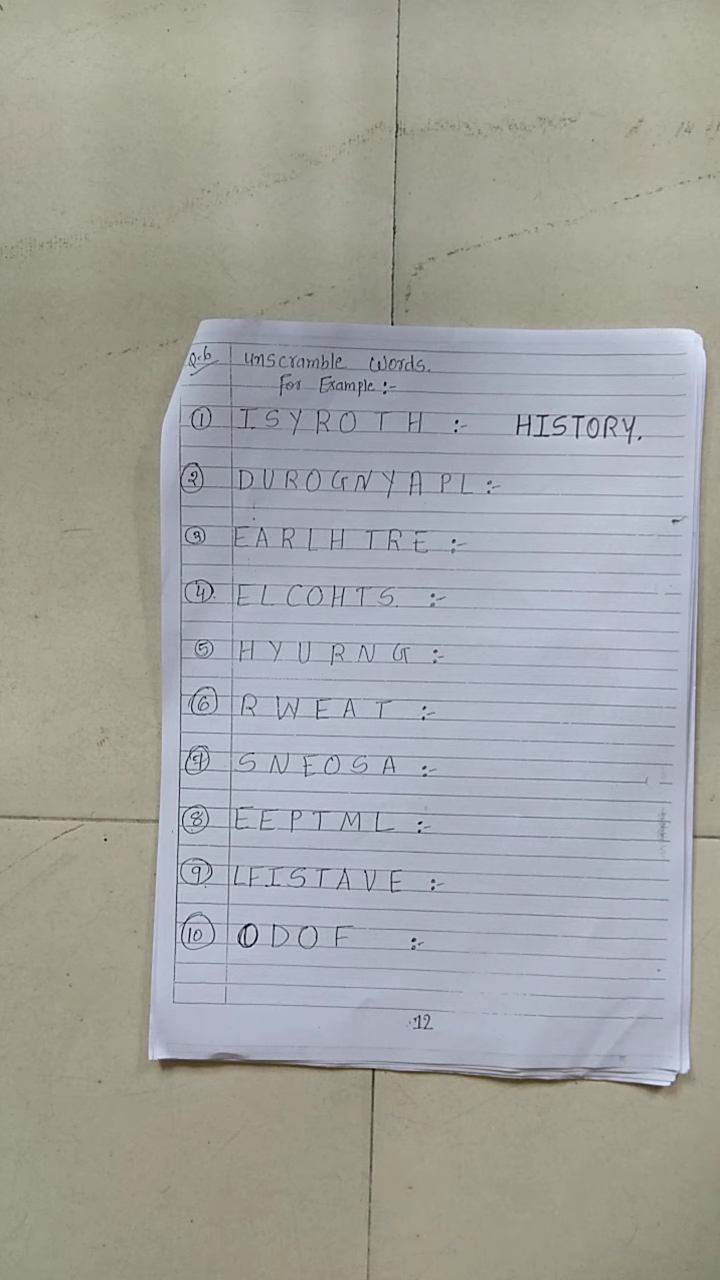 Q.6 Unscramble Words.
For Example :-
① ISYROTH :- HISTORY.
② DUROGNYAPL :-
③ EARLHTRE :-
④ ELCOHTS :-
⑤ HYURNG :-
⑥ RWEAT :-
⑦ SNEOSA :-
⑧ EEPTML :-
⑨ LFISTAVE :-
⑩ ODOF :-
12